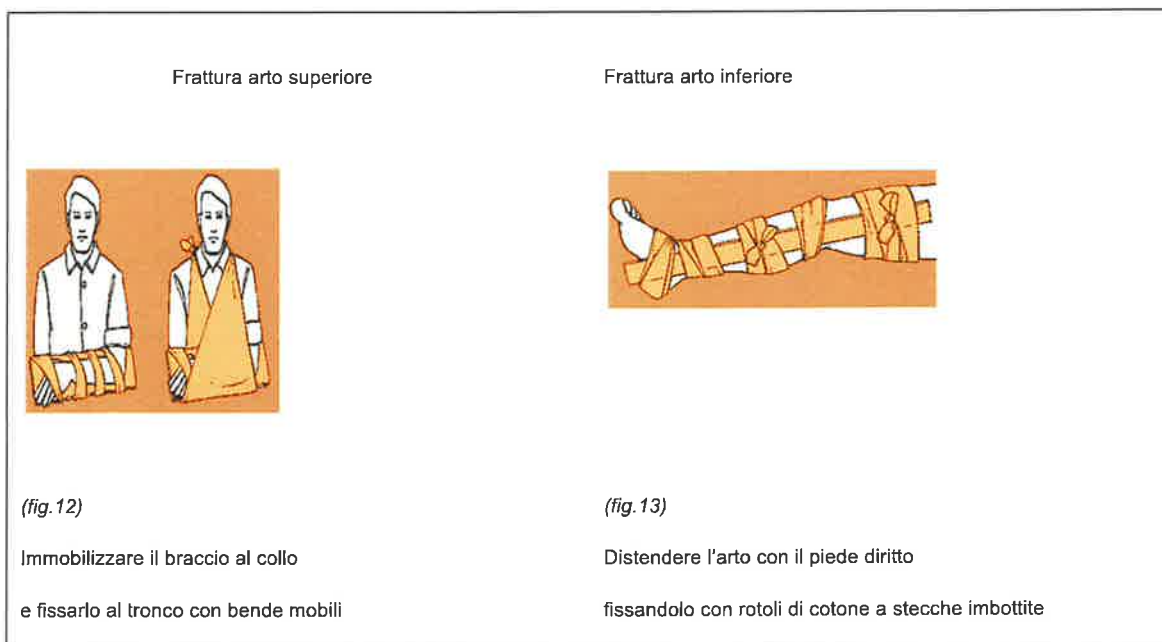 Frattura arto superiore
Frattura arto inferiore
(fig.12)
Immobilizzare il braccio al collo
e fissarlo al tronco con bende mobili
(fig.13)
Distendere l'arto con il piede diritto
fissandolo con rotoli di cotone a stecche imbottite